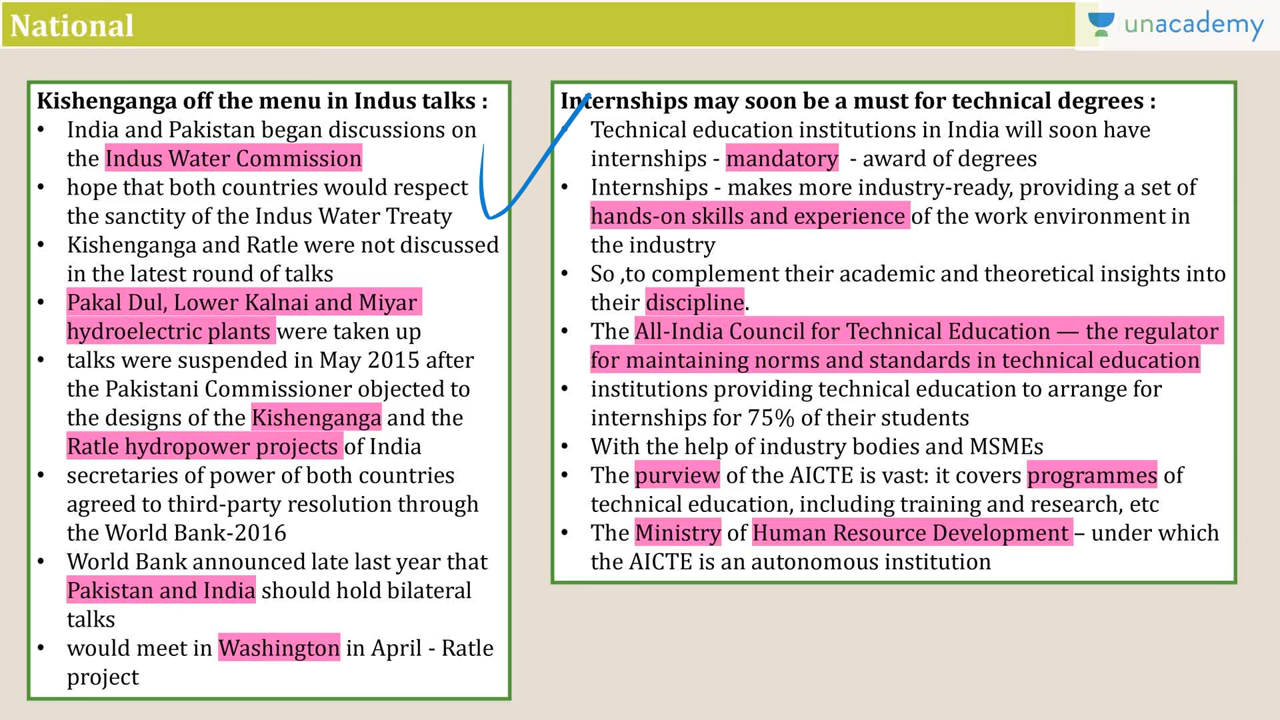 National
unacademy
Kishenganga off the menu in Indus talks :
• India and Pakistan began discussions on
the Indus Water Commission
• hope that both countries would respect
the sanctity of the Indus Water Treaty
• Kishenganga and Ratle were not discussed
in the latest round of talks
• Pakal Dul, Lower Kalnai and Miyar
hydroelectric plants were taken up
• talks were suspended in May 2015 after
the Pakistani Commissioner objected to
the designs of the Kishenganga and the
Ratle hydropower projects of India
• secretaries of power of both countries
agreed to third-party resolution through
the World Bank-2016
• World Bank announced late last year that
Pakistan and India should hold bilateral
talks
• would meet in Washington in April - Ratle
project
Internships may soon be a must for technical degrees :
• Technical education institutions in India will soon have
internships - mandatory - award of degrees
• Internships - makes more industry-ready, providing a set of
hands-on skills and experience of the work environment in
the industry
• So ,to complement their academic and theoretical insights into
their discipline.
• The All-India Council for Technical Education — the regulator
for maintaining norms and standards in technical education
• institutions providing technical education to arrange for
internships for 75% of their students
• With the help of industry bodies and MSMEs
• The purview of the AICTE is vast: it covers programmes of
technical education, including training and research, etc
• The Ministry of Human Resource Development – under which
the AICTE is an autonomous institution